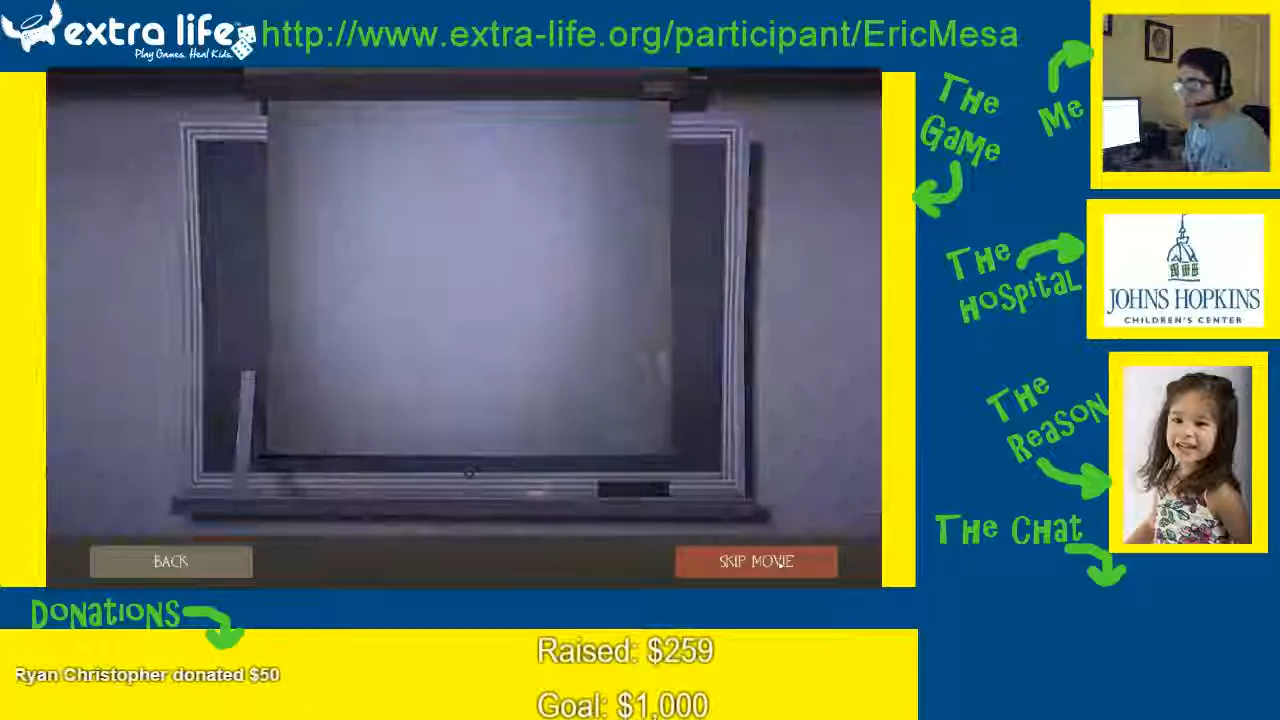 extra life
Play Games. Heal Kids.
http://www.extra-life.org/participant/EricMesa
The
Game
Me
The
Hospital
JOHNS HOPKINS
CHILDREN'S CENTER
The
Reason
The Chat
BACK
SKIP MOVIE
Donations
Ryan Christopher donated $50
Raised: $259
Goal: $1,000